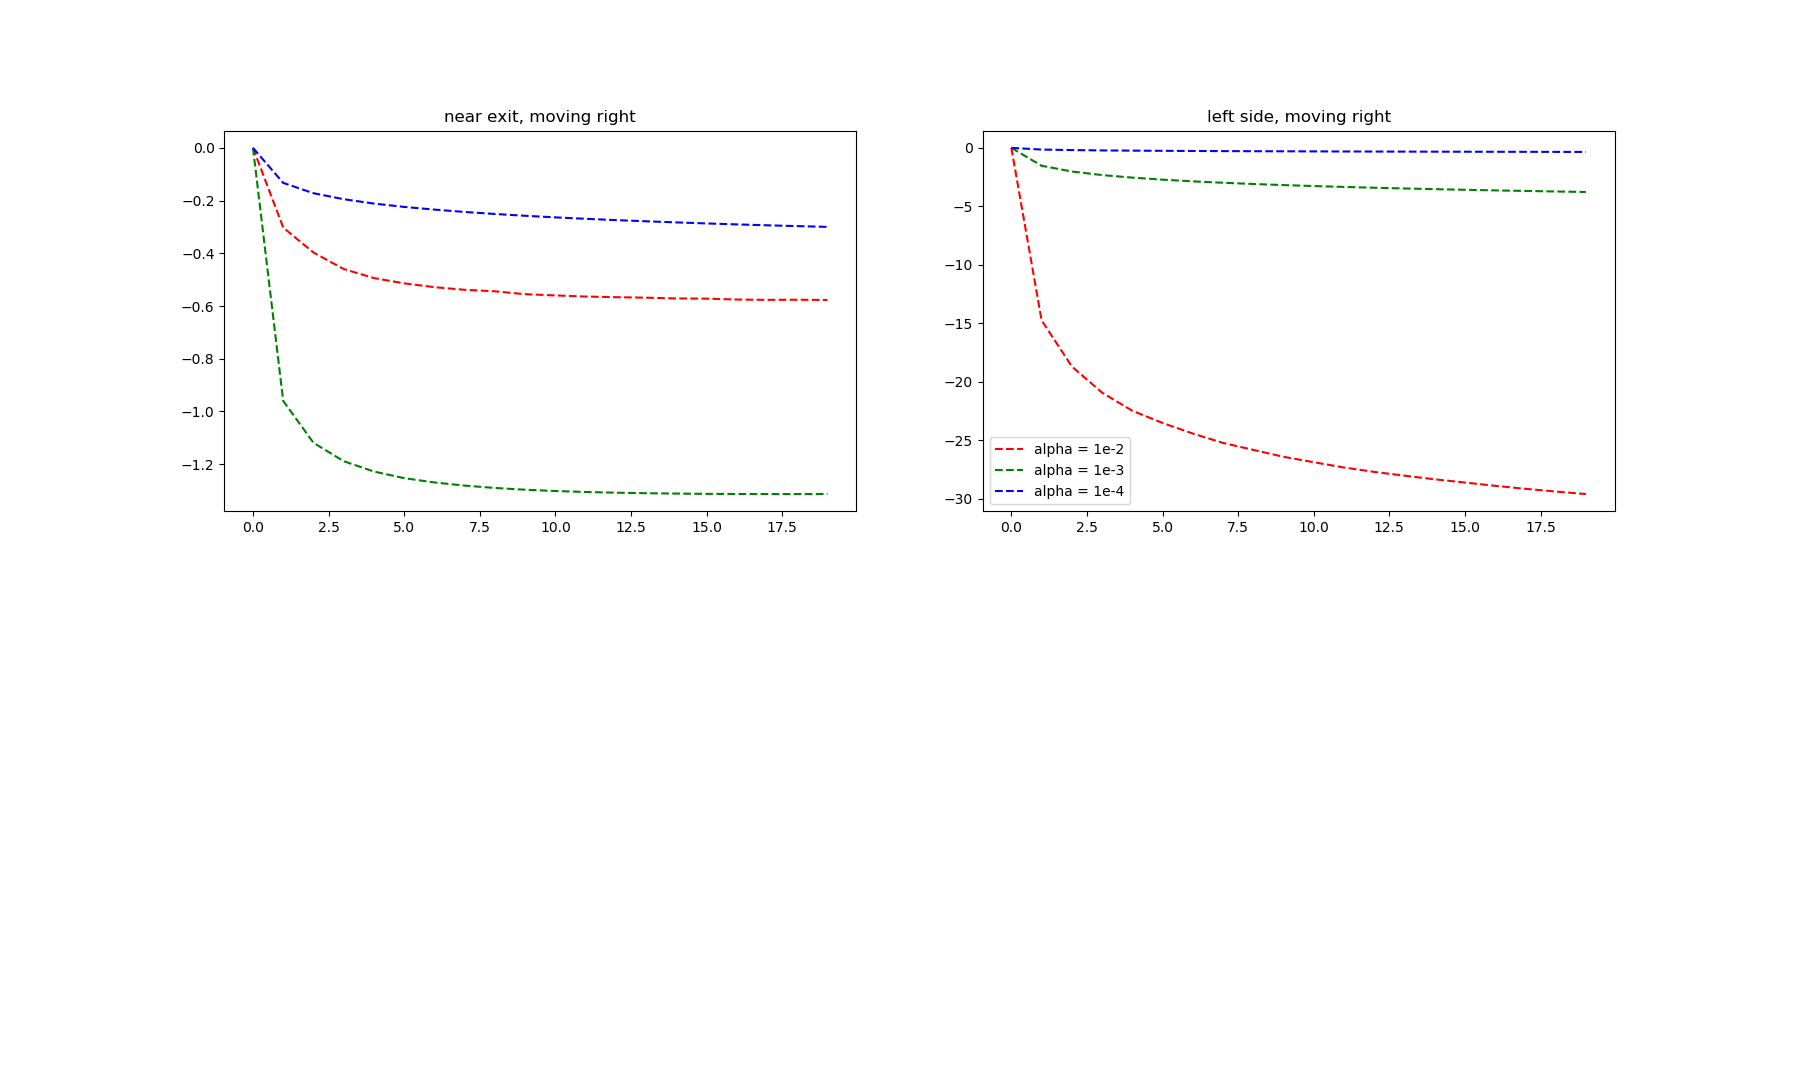 near exit, moving right
0.0
−0.2
−0.4
−0.6
−0.8
−1.0
−1.2
0.0 2.5 5.0 7.5 10.0 12.5 15.0 17.5
left side, moving right
0
−5
−10
−15
−20
−25
−30
alpha = 1e-2
alpha = 1e-3
alpha = 1e-4
0.0 2.5 5.0 7.5 10.0 12.5 15.0 17.5